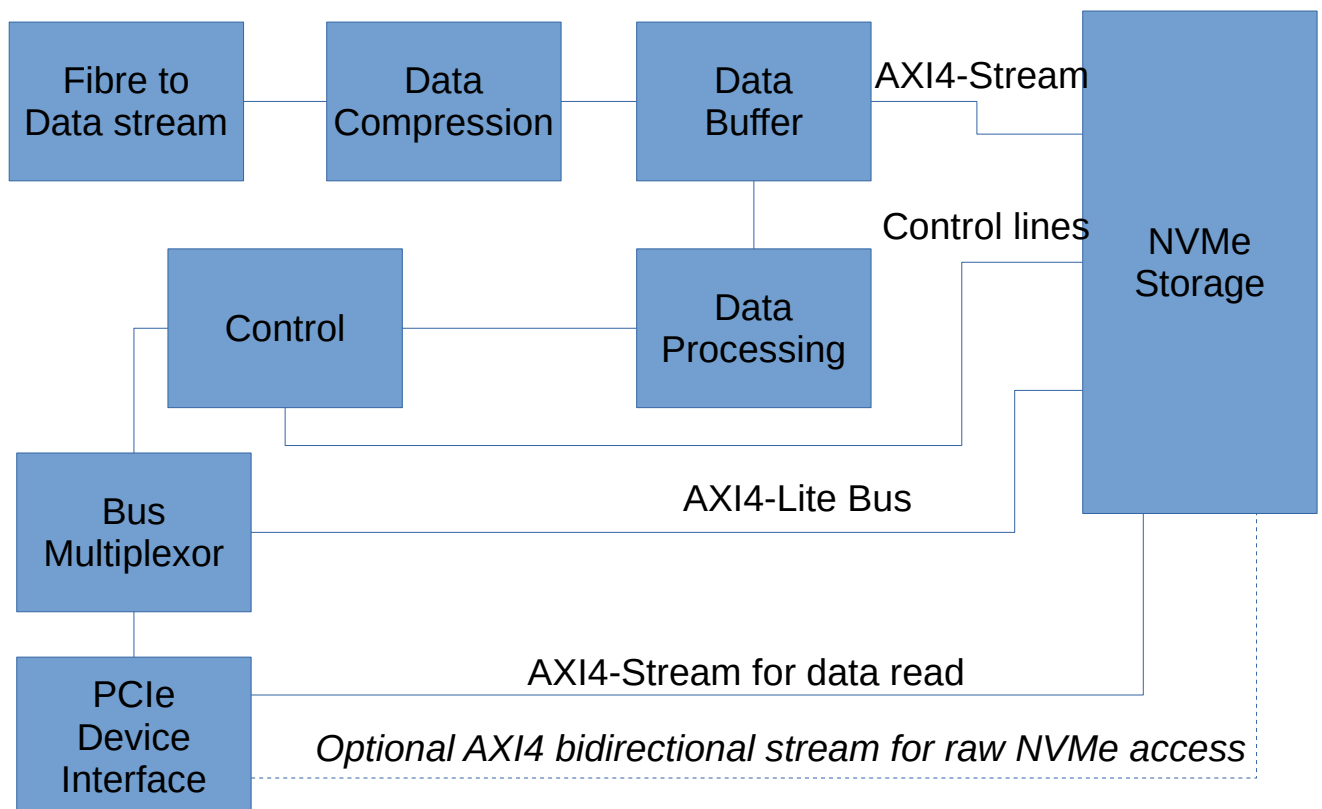 Fibre to
Data stream
Data
Compression
Data
Buffer
AXI4-Stream
NVMe
Storage
Control lines
Control
Data
Processing
Bus
Multiplexor
AXI4-Lite Bus
PCIe
Device
Interface
AXI4-Stream for data read
Optional AXI4 bidirectional stream for raw NVMe access